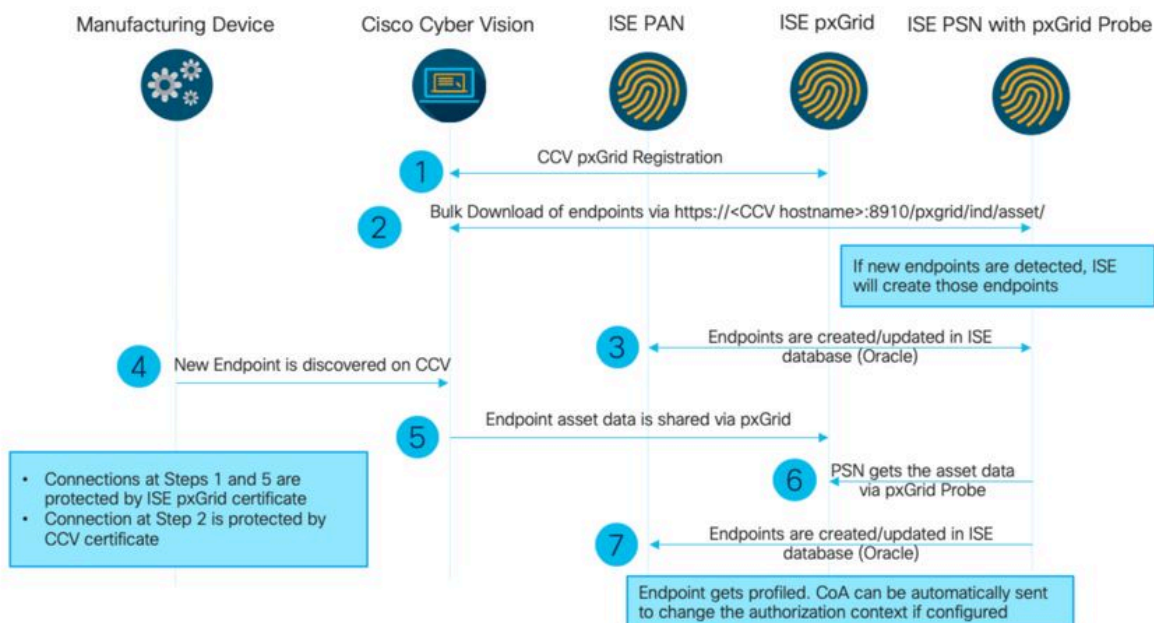 Manufacturing Device
Cisco Cyber Vision
ISE PAN
ISE pxGrid
ISE PSN with pxGrid Probe
1
CCV pxGrid Registration
2
Bulk Download of endpoints via https://<CCV hostname>:8910/pxgrid/ind/asset/
If new endpoints are detected, ISE
will create those endpoints
3
Endpoints are created/updated in ISE
database (Oracle)
4
New Endpoint is discovered on CCV
5
Endpoint asset data is shared via pxGrid
• Connections at Steps 1 and 5 are
protected by ISE pxGrid certificate
• Connection at Step 2 is protected by
CCV certificate
6
PSN gets the asset data
via pxGrid Probe
7
Endpoints are created/updated in ISE
database (Oracle)
Endpoint gets profiled. CoA can be automatically sent
to change the authorization context if configured